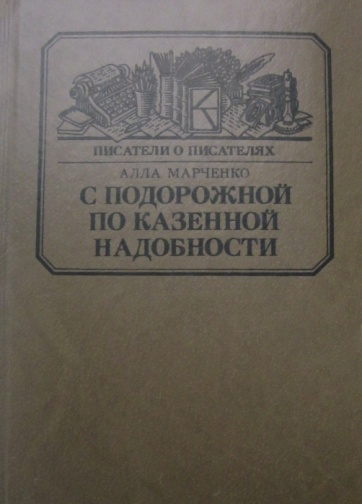 ПИСАТЕЛИ О ПИСАТЕЛЯХ
АЛЛА МАРЧЕНКО
С ПОДОРОЖНОЙ
ПО КАЗЕННОЙ
НАДОБНОСТИ